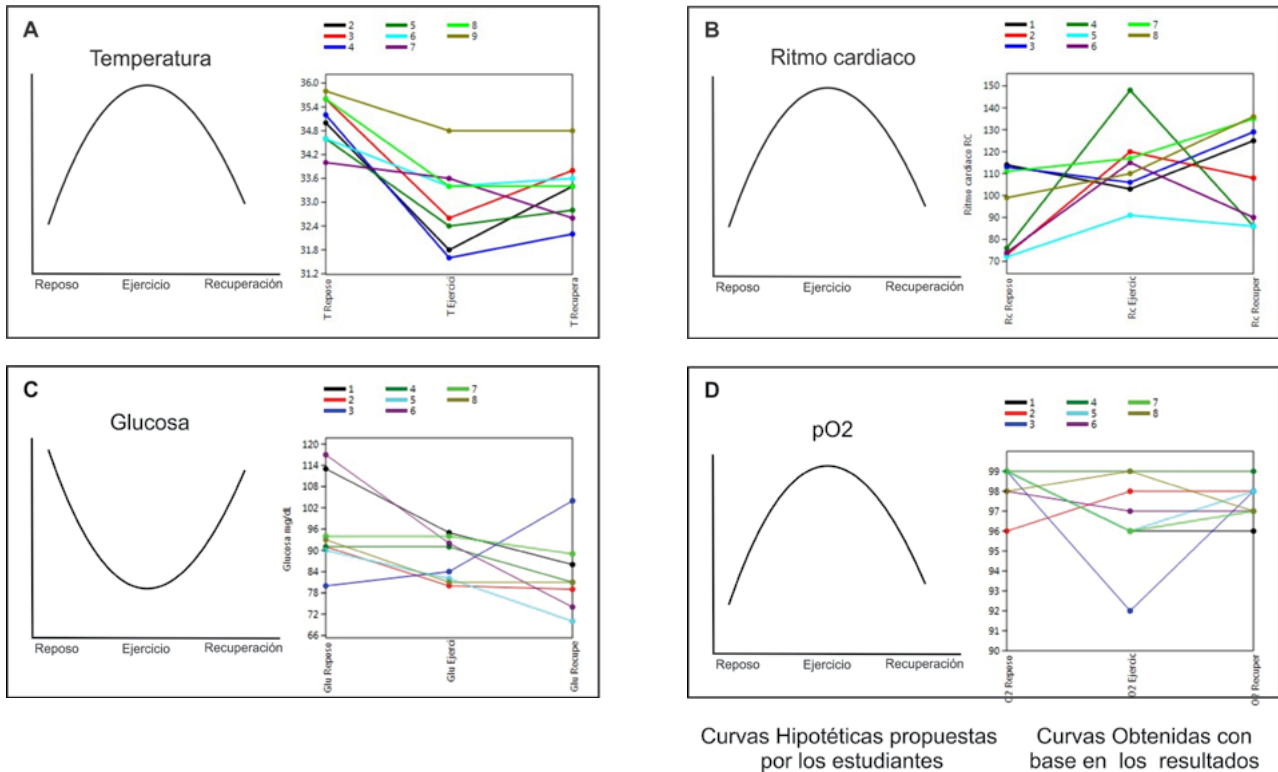 A
Temperatura
Reposo
Ejercicio
Recuperación
2 5 8
3 6 9
4 7
36.0
35.4
34.8
34.2
33.6
33.0
32.4
31.8
31.2
T Reposo
T Ejercici
T Recupera
B
Ritmo cardiaco
Reposo
Ejercicio
Recuperación
1 4 7
2 5 8
3 6
Ritmo cardiaco RC
150
140
130
120
110
100
90
80
70
Rc Reposo
Rc Ejercic
Rc Recuper
C
Glucosa
Reposo
Ejercicio
Recuperación
1 4 7
2 5 8
3 6
Glucosa mg/dL
120
114
108
102
96
90
84
78
72
66
Glu Reposo
Glu Ejerci
Glu Recupe
D
pO2
Reposo
Ejercicio
Recuperación
1 4 7
2 5 8
3 6
99
98
97
96
95
94
93
92
91
90
O2 Reposo
O2 Ejercic
O2 Recuper
Curvas Hipotéticas propuestas
por los estudiantes
Curvas Obtenidas con
base en los resultados